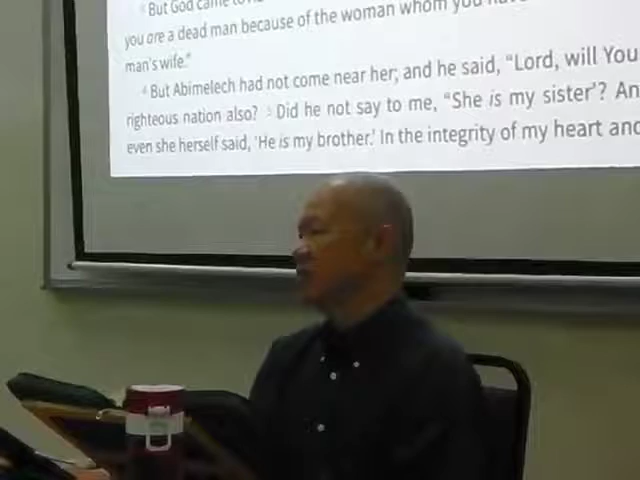 But God came to
you are a dead man because of the woman whom you have
man's wife."
4 But Abimelech had not come near her; and he said, "Lord, will You
righteous nation also? 5 Did he not say to me, "She is my sister'? An
even she herself said, 'He is my brother.' In the integrity of my heart and